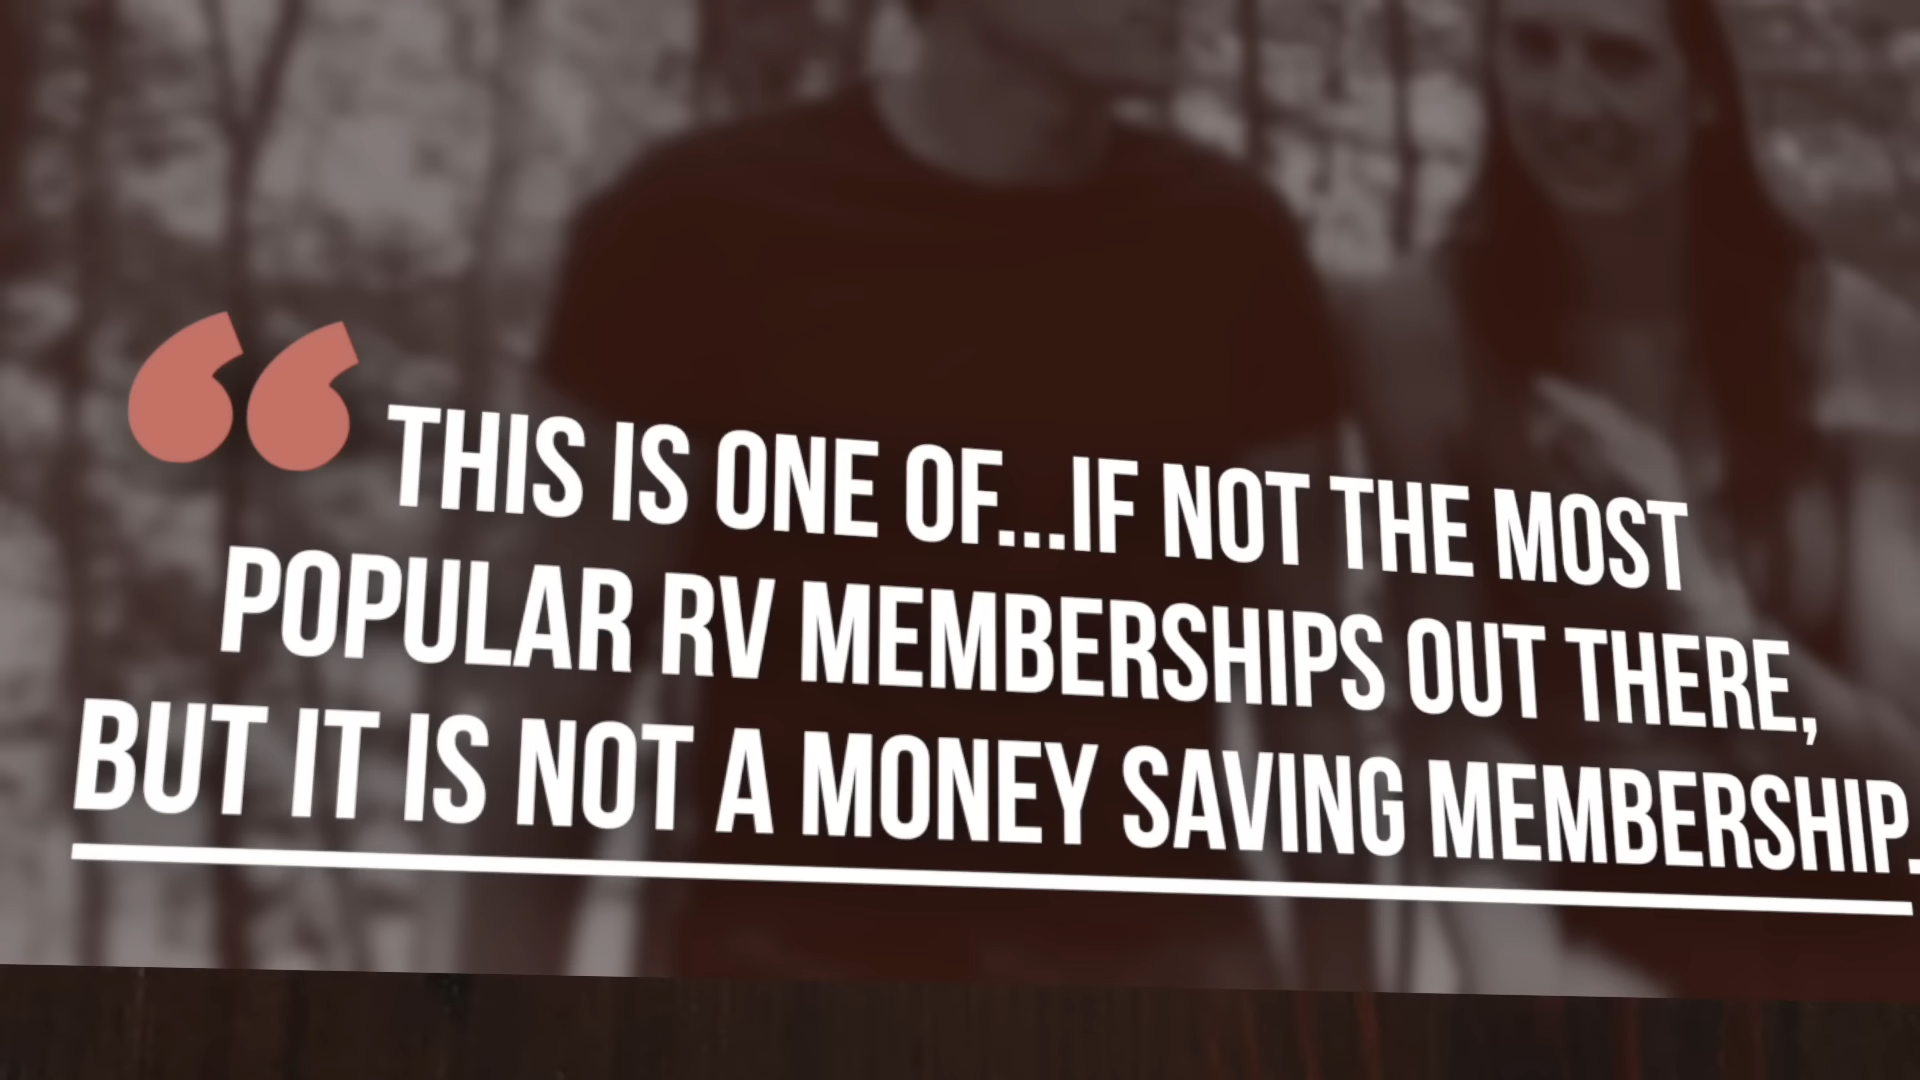 “ THIS IS ONE OF...IF NOT THE MOST
POPULAR RV MEMBERSHIPS OUT THERE,
BUT IT IS NOT A MONEY SAVING MEMBERSHIP.